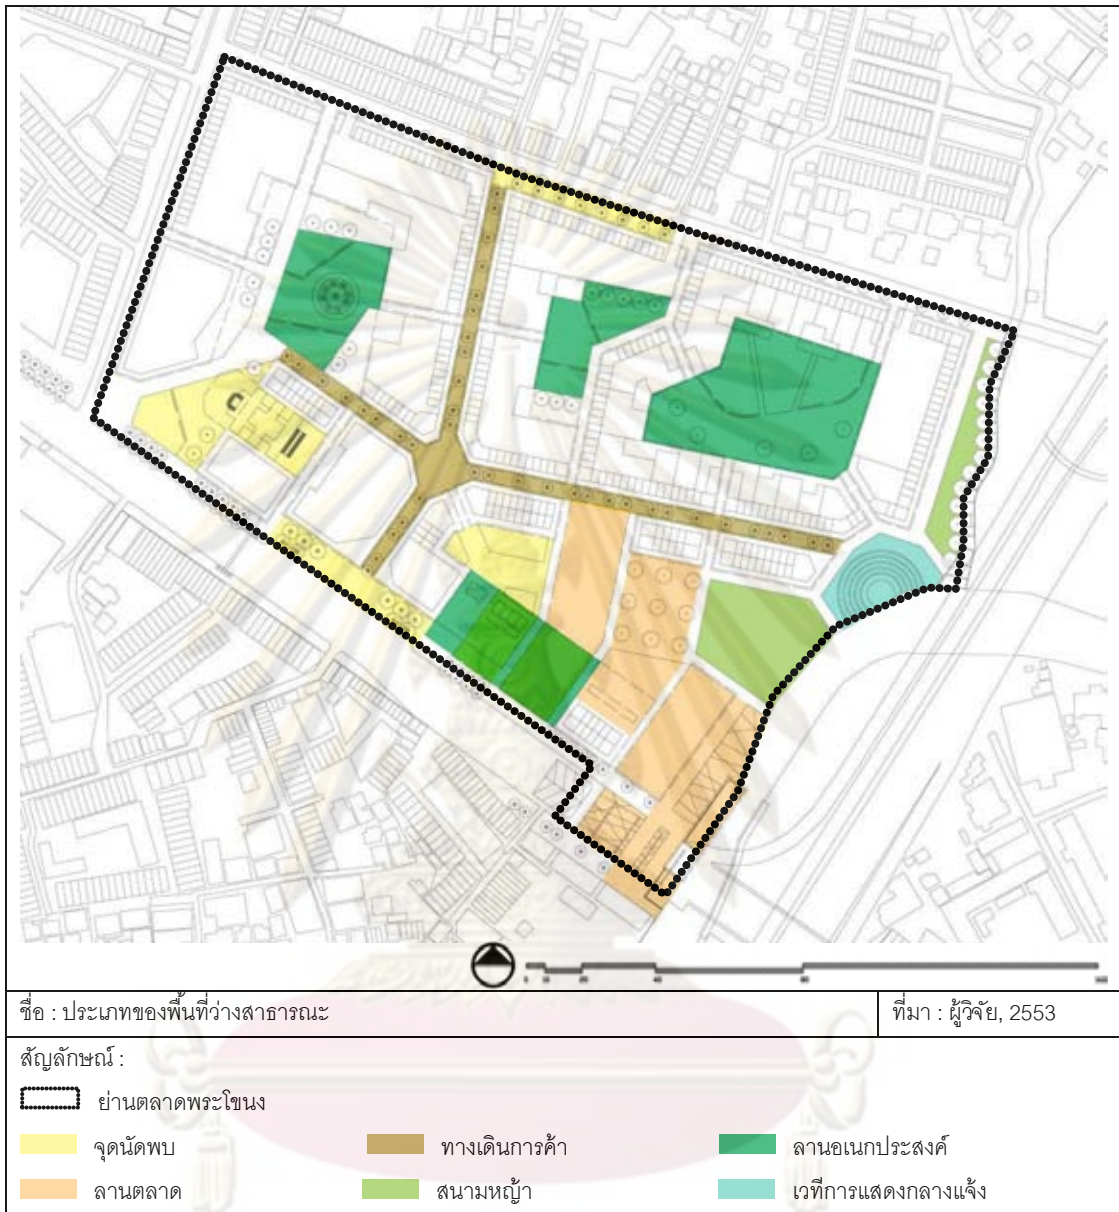 ชื่อ : ประเภทของพื้นที่ว่างสาธารณะ
ที่มา : ผู้วิจัย, 2553
สัญลักษณ์ :
ย่านตลาดพระโขนง
จุดนัดพบ ทางเดินการค้า ลานอเนกประสงค์
ลานตลาด สนามหญ้า เวทีการแสดงกลางแจ้ง